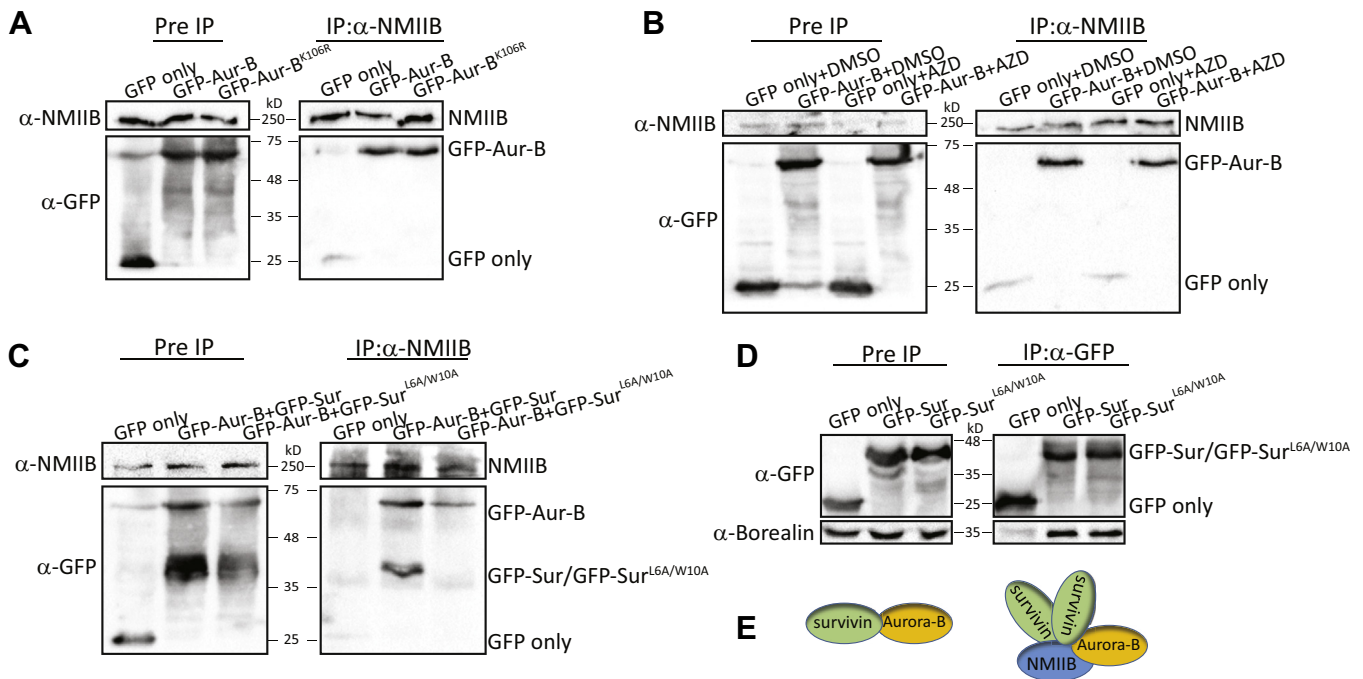 A
Pre IP
IP:α-NMIIB
GFP only
GFP-Aur-B
GFP-Aur-B^K106R
GFP only
GFP-Aur-B
GFP-Aur-B^K106R
kD
α-NMIIB
250
NMIIB
75
GFP-Aur-B
48
α-GFP
35
25
GFP only
B
Pre IP
IP:α-NMIIB
GFP only+DMSO
GFP-Aur-B+DMSO
GFP only+AZD
GFP-Aur-B+AZD
GFP only+DMSO
GFP-Aur-B+DMSO
GFP only+AZD
GFP-Aur-B+AZD
kD
α-NMIIB
250
NMIIB
75
GFP-Aur-B
48
α-GFP
35
25
GFP only
C
Pre IP
IP:α-NMIIB
GFP only
GFP-Aur-B+GFP-Sur
GFP-Aur-B+GFP-Sur^L6A/W10A
GFP only
GFP-Aur-B+GFP-Sur
GFP-Aur-B+GFP-Sur^L6A/W10A
kD
α-NMIIB
250
NMIIB
75
GFP-Aur-B
48
α-GFP
GFP-Sur/GFP-Sur^L6A/W10A
35
25
GFP only
D
Pre IP
IP:α-GFP
GFP only
GFP-Sur
GFP-Sur^L6A/W10A
GFP only
GFP-Sur
GFP-Sur^L6A/W10A
kD
48
GFP-Sur/GFP-Sur^L6A/W10A
α-GFP
35
25
GFP only
α-Borealin
35
E
survivin
Aurora-B
survivin
survivin
Aurora-B
NMIIB